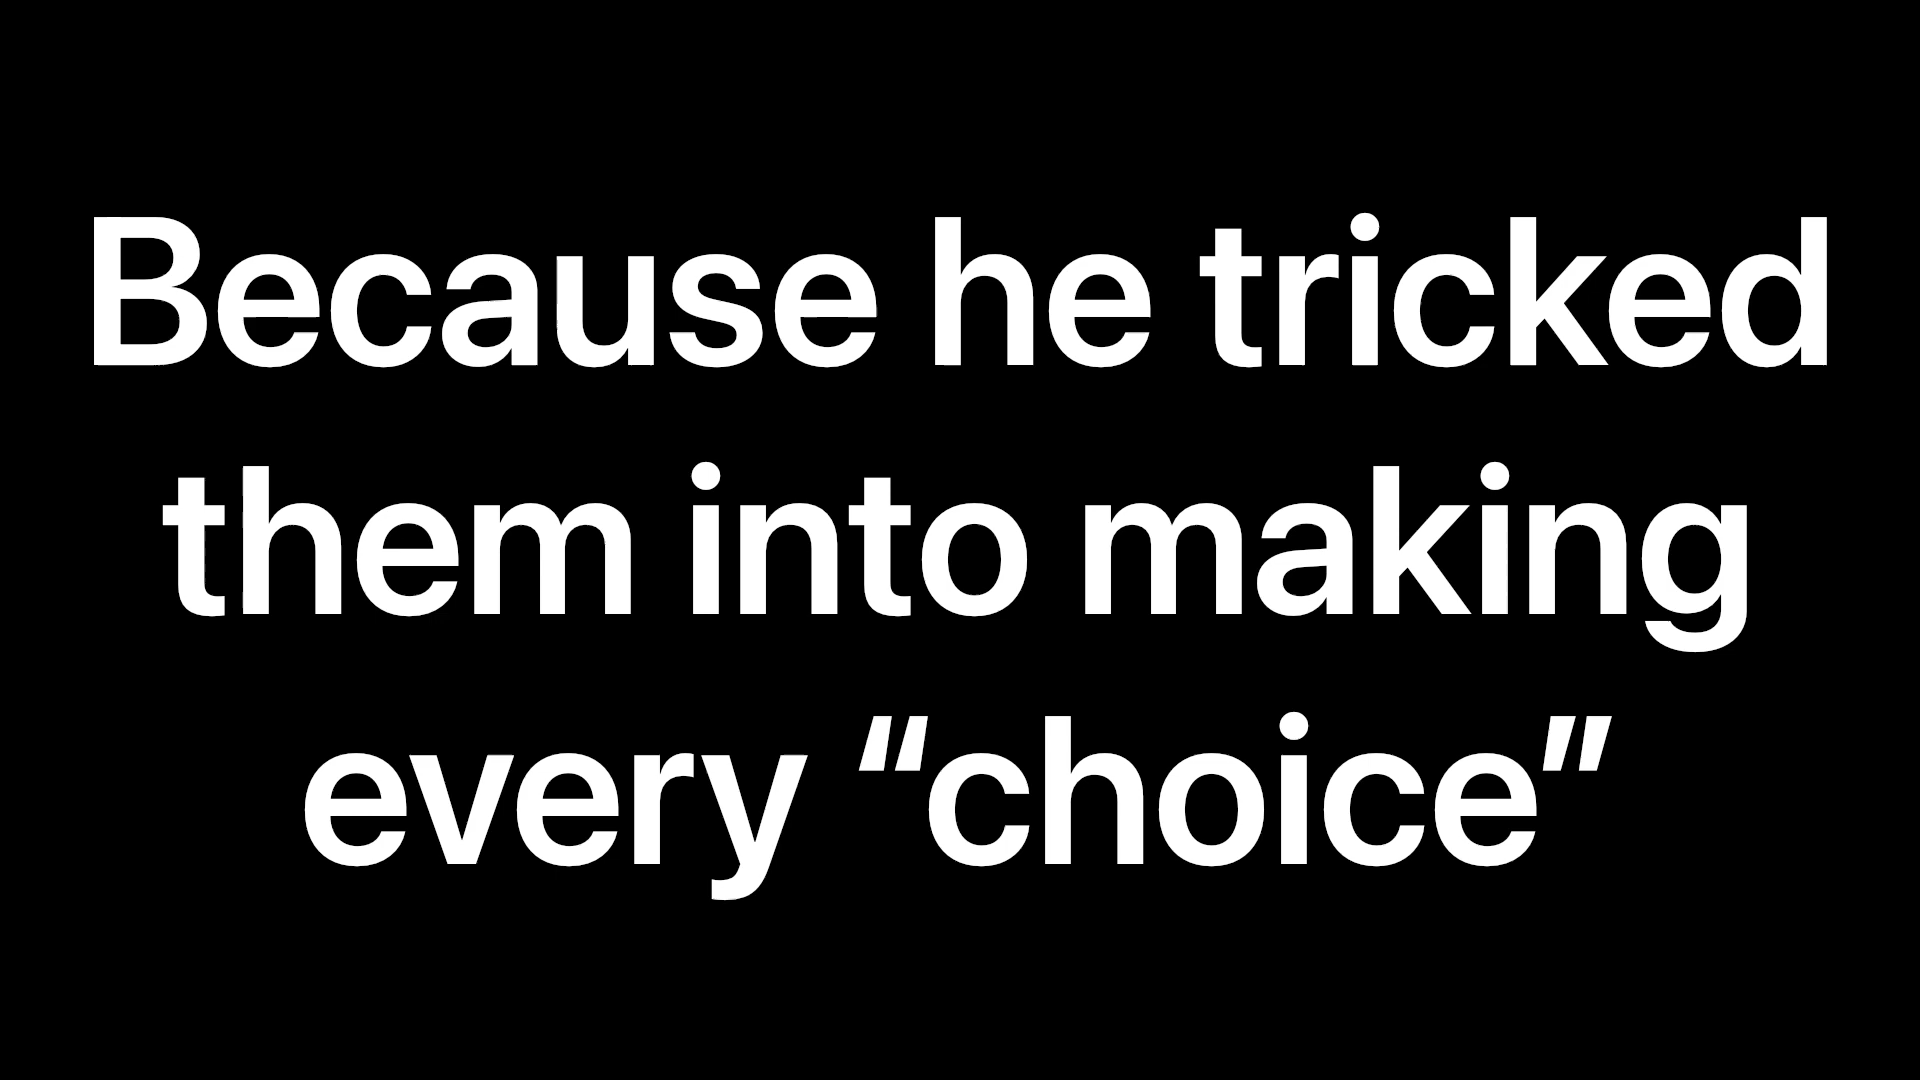 Because he tricked
them into making
every “choice”